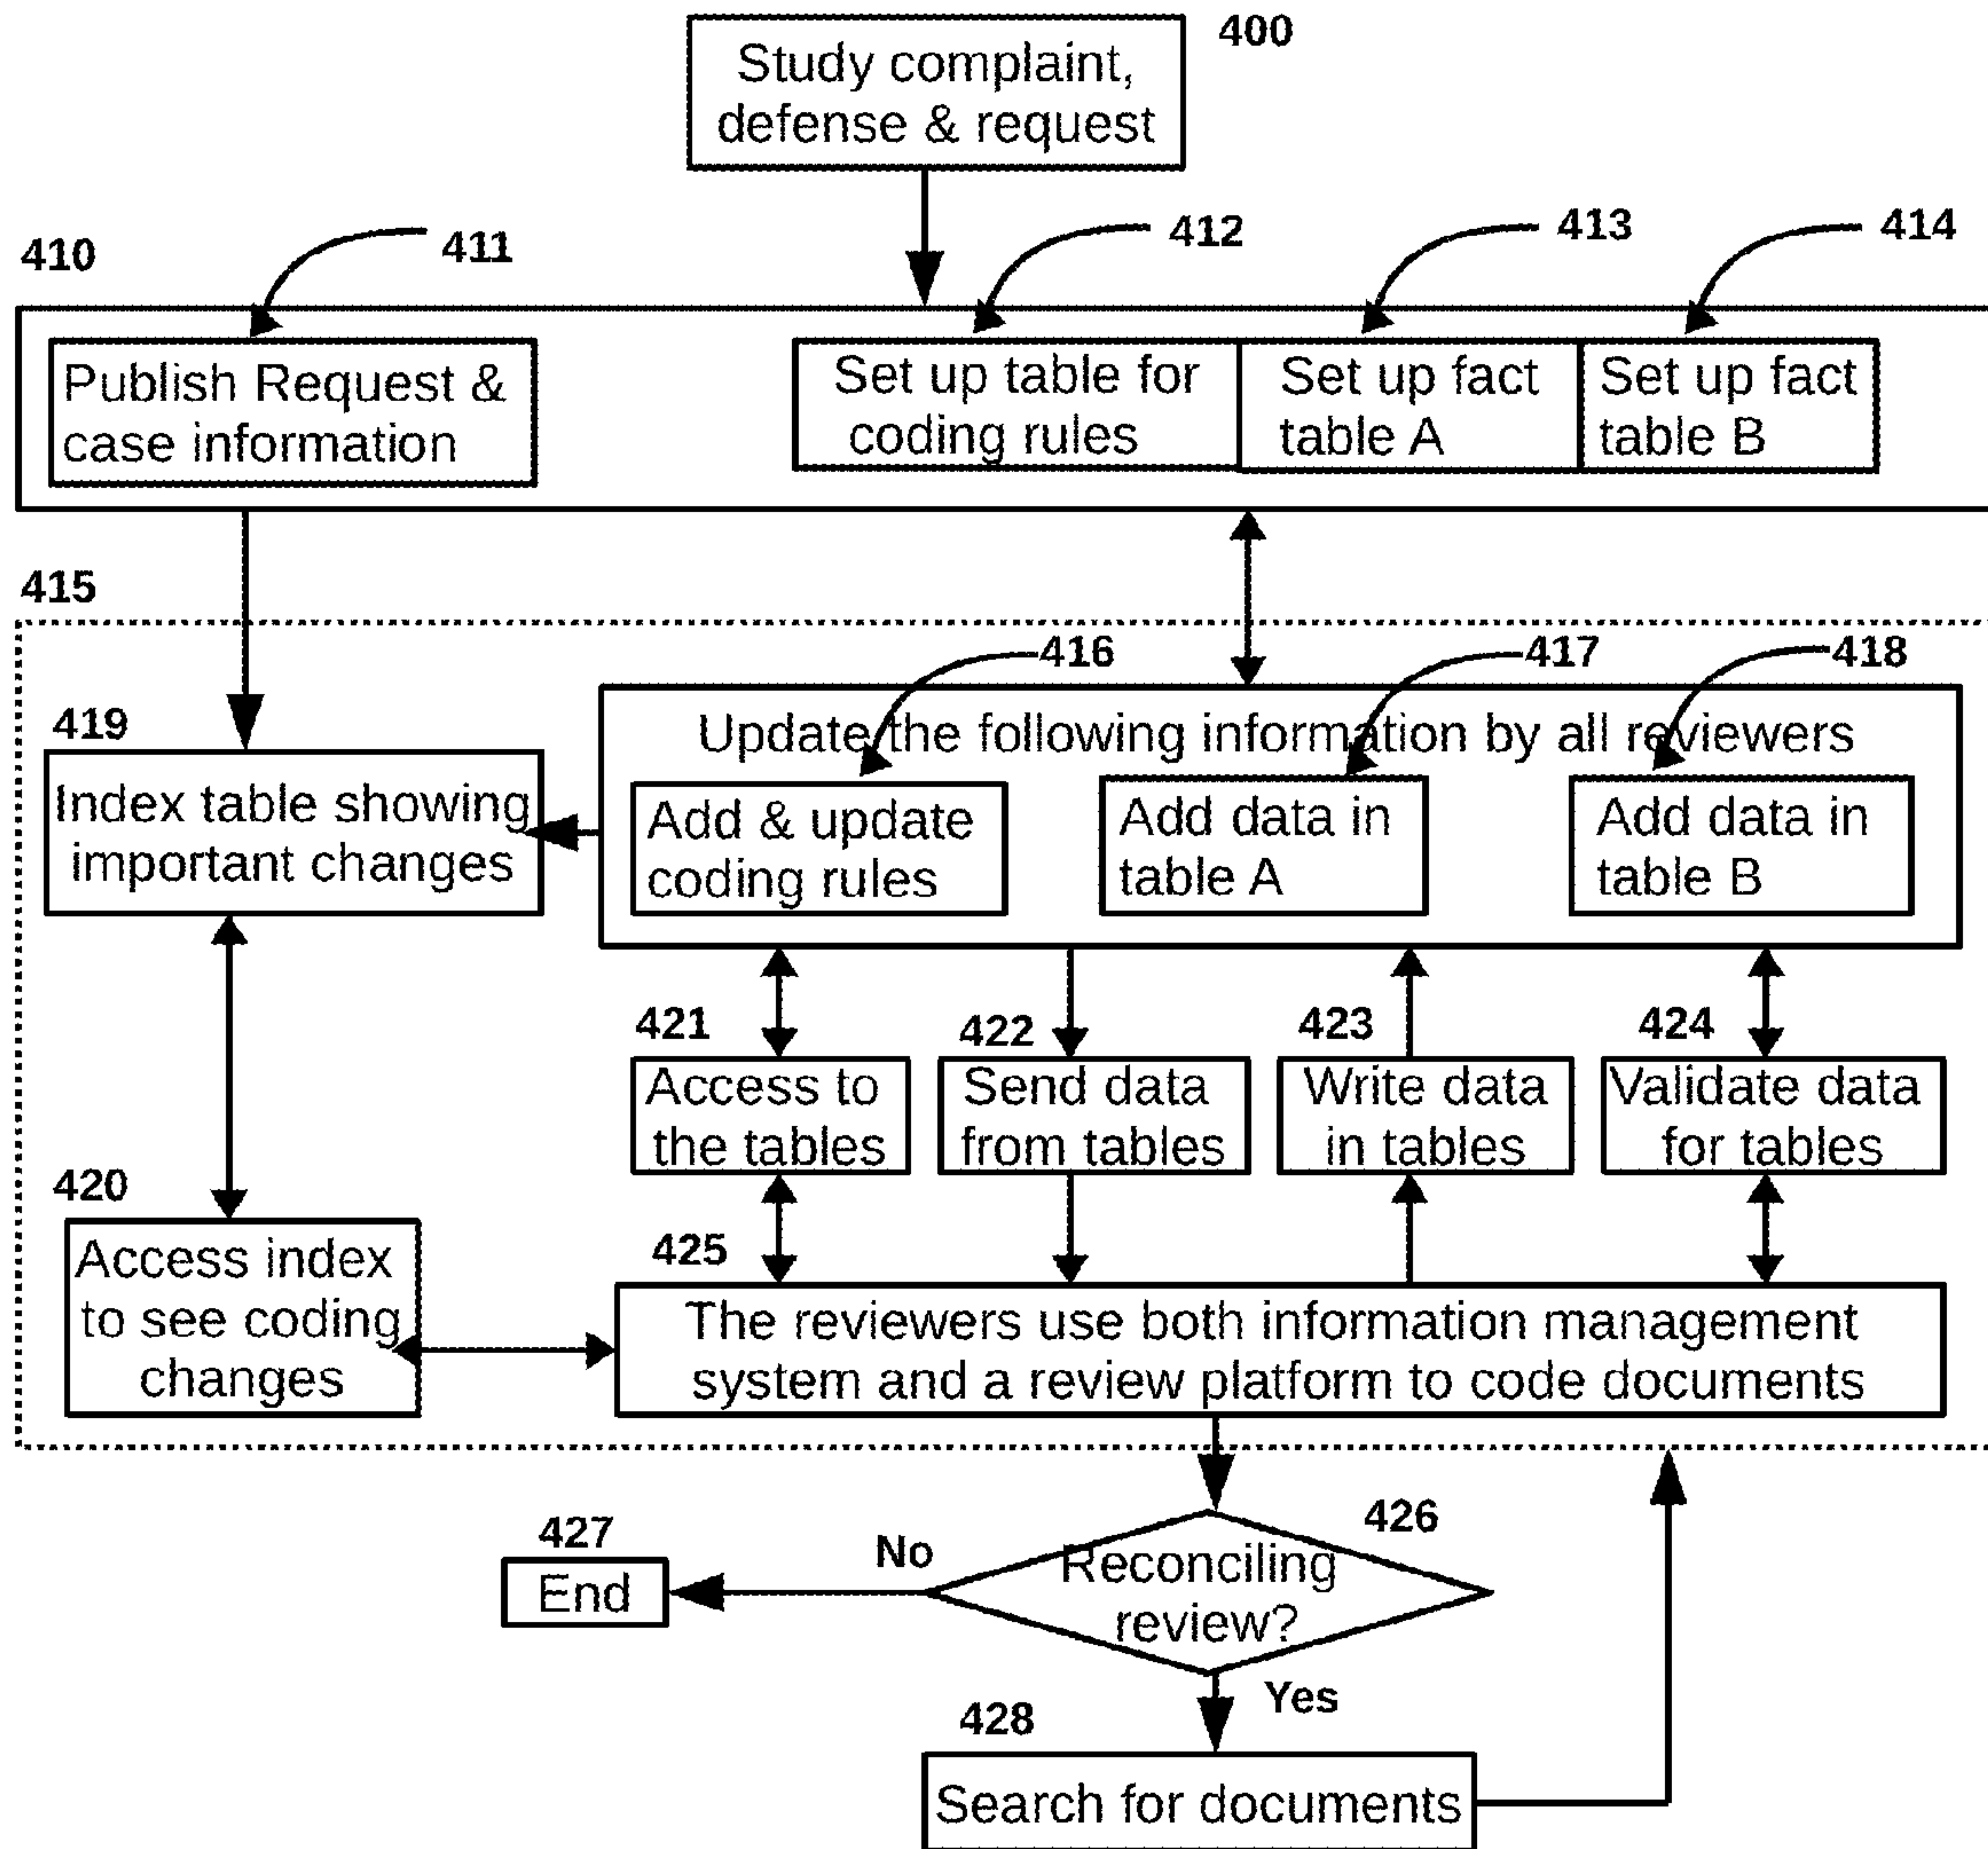 400
Study complaint,
defense & request
410
411
412
413
414
Publish Request &
case information
Set up table for
coding rules
Set up fact
table A
Set up fact
table B
415
416
417
418
Update the following information by all reviewers
419
Index table showing
important changes
Add & update
coding rules
Add data in
table A
Add data in
table B
421
422
423
424
Access to
the tables
Send data
from tables
Write data
in tables
Validate data
for tables
420
Access index
to see coding
changes
425
The reviewers use both information management
system and a review platform to code documents
426
Reconciling
review?
No
427
End
Yes
428
Search for documents